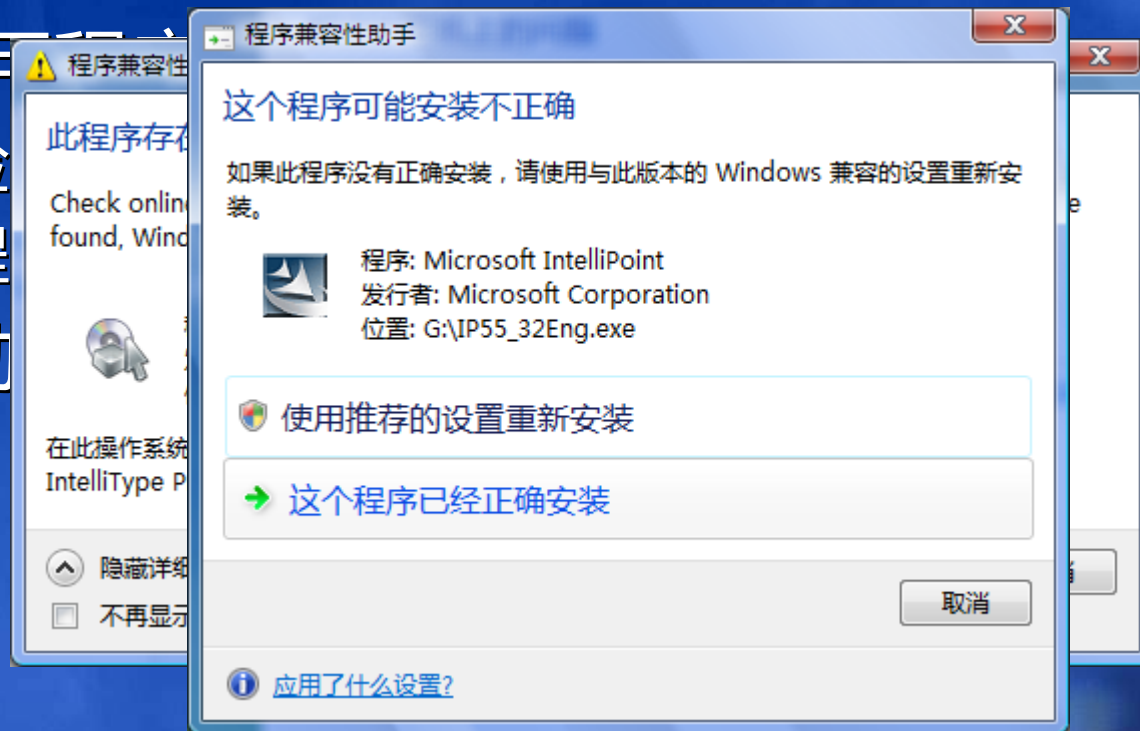 程序兼容性助手
这个程序可能安装不正确
如果此程序没有正确安装，请使用与此版本的 Windows 兼容的设置重新安
装。
程序: Microsoft IntelliPoint
发行者: Microsoft Corporation
位置: G:\IP55_32Eng.exe
使用推荐的设置重新安装
这个程序已经正确安装
取消
应用了什么设置?
程序兼容性
此程序存在
Check onlin
found, Wind
在此操作系统
IntelliType P
隐藏详细
不再显示